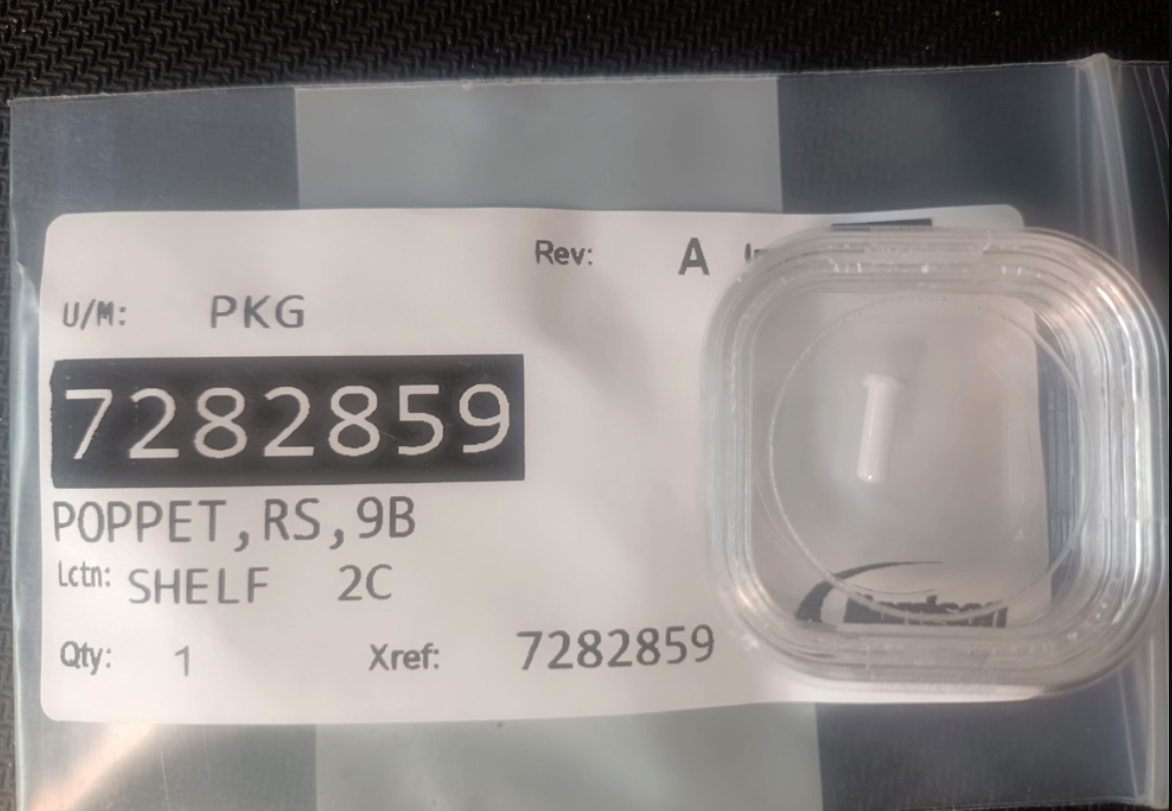 Rev: A
U/M: PKG
7282859
POPPET,RS,9B
Lctn: SHELF 2C
Qty: 1 Xref: 7282859